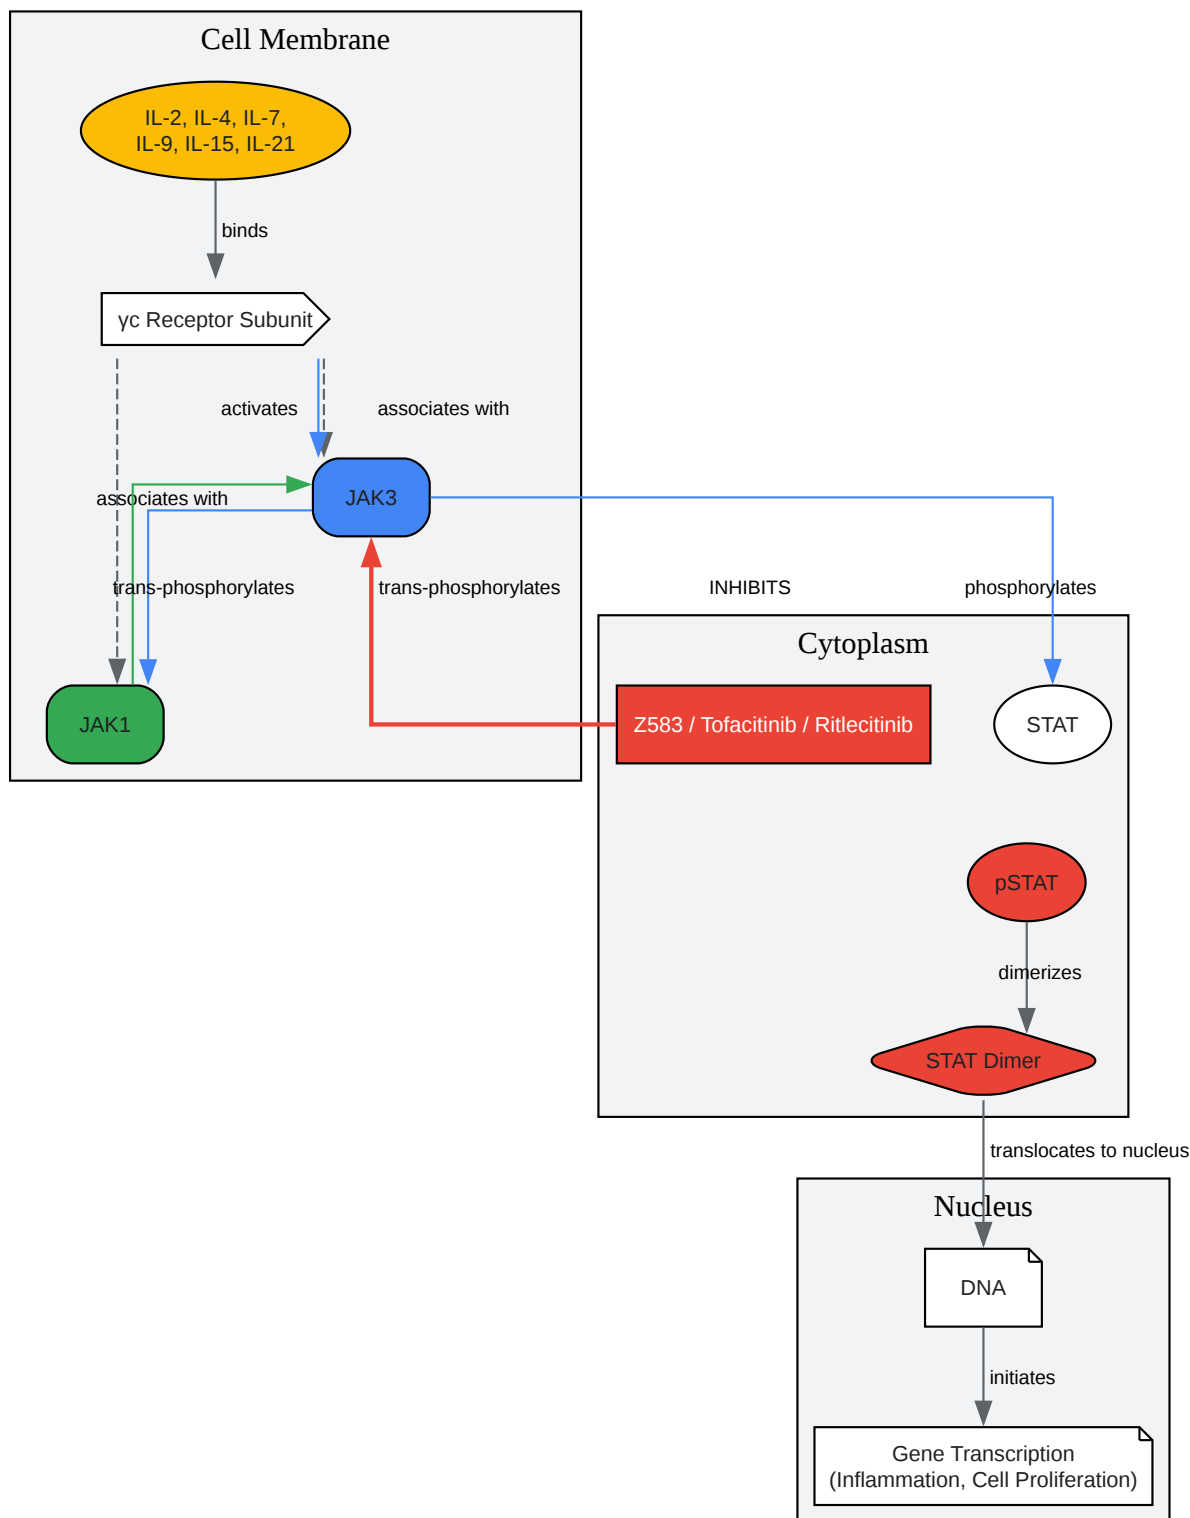 Cell Membrane
IL-2, IL-4, IL-7,
IL-9, IL-15, IL-21
binds
γc Receptor Subunit
activates
associates with
JAK3
associates with
trans-phosphorylates
trans-phosphorylates
INHIBITS
phosphorylates
Cytoplasm
JAK1
Z583 / Tofacitinib / Ritlecitinib
STAT
pSTAT
dimerizes
STAT Dimer
translocates to nucleus
Nucleus
DNA
initiates
Gene Transcription
(Inflammation, Cell Proliferation)